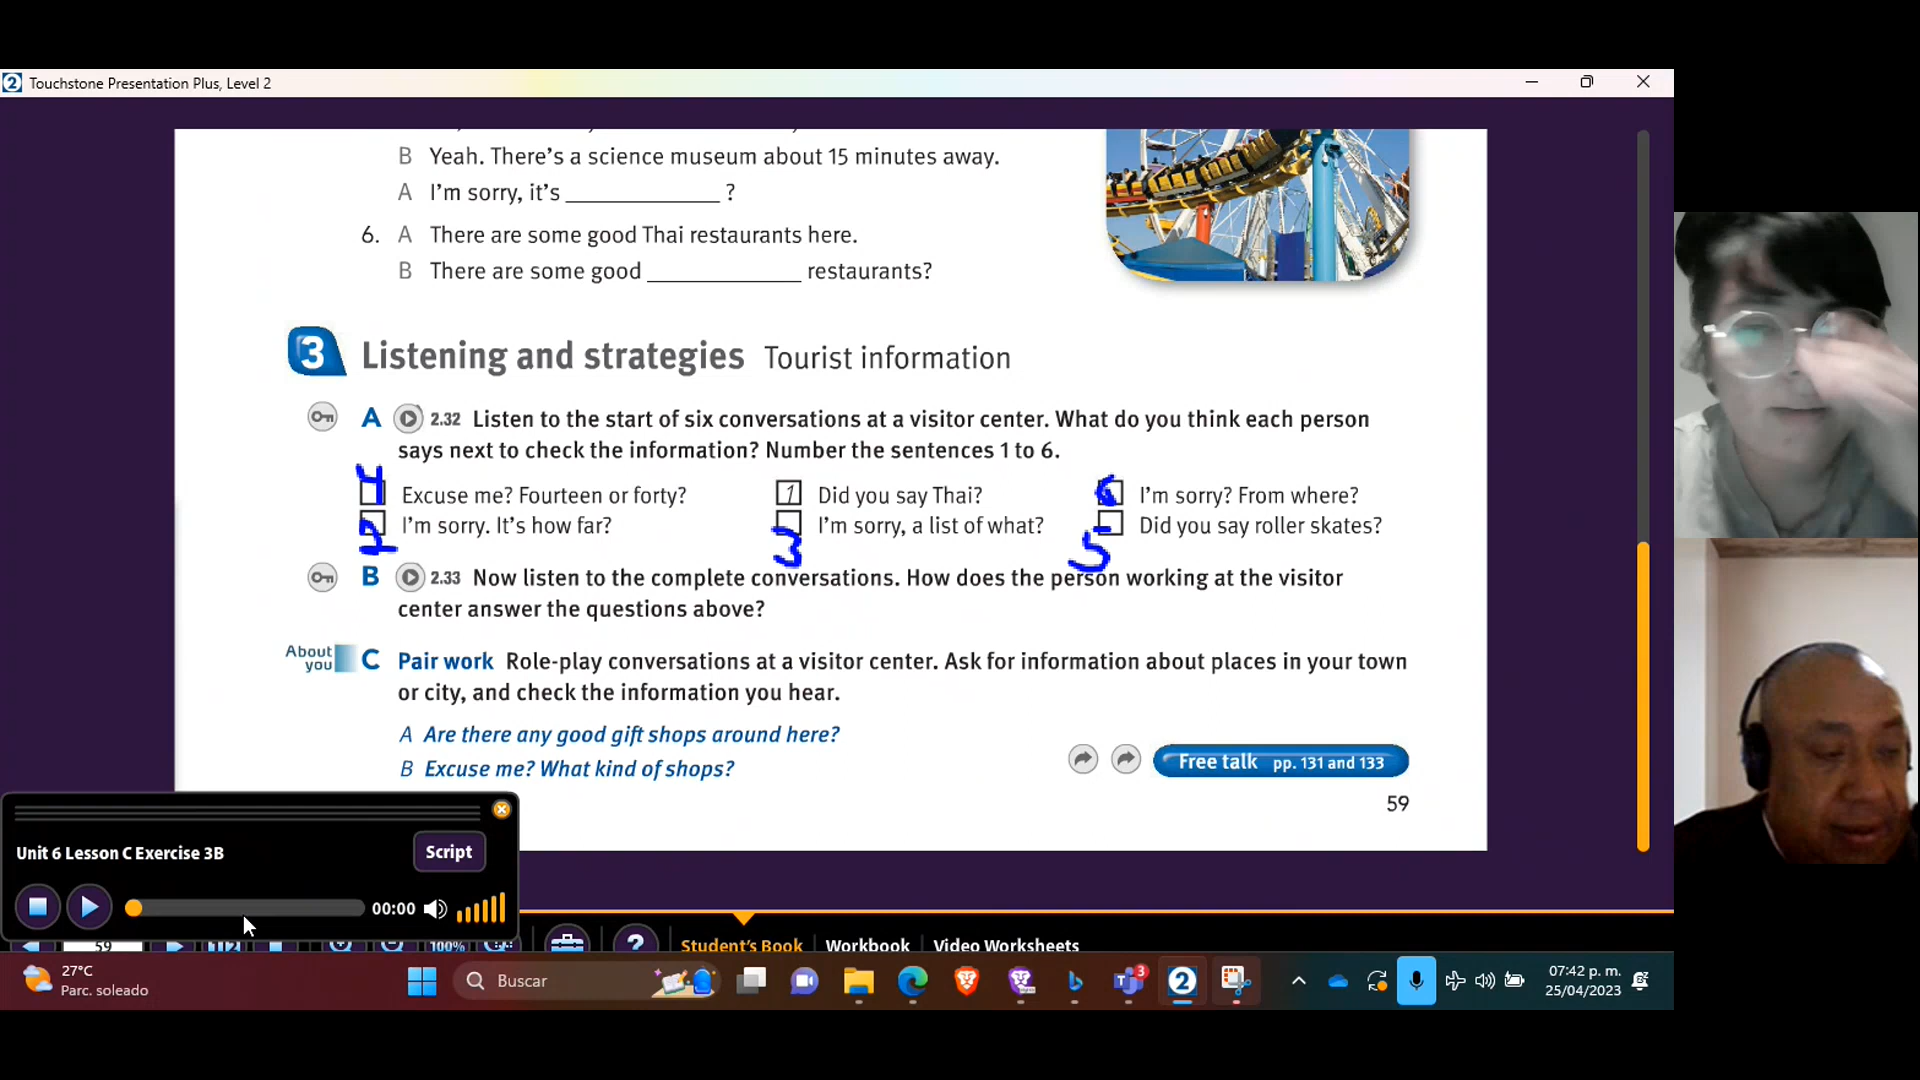 Touchstone Presentation Plus, Level 2
B Yeah. There's a science museum about 15 minutes away.
A I'm sorry, it's ____________ ?
6. A There are some good Thai restaurants here.
B There are some good ____________ restaurants?
3 Listening and strategies Tourist information
A 2.32 Listen to the start of six conversations at a visitor center. What do you think each person
says next to check the information? Number the sentences 1 to 6.
4 Excuse me? Fourteen or forty? 1 Did you say Thai? 6 I'm sorry? From where?
2 I'm sorry. It's how far? 3 I'm sorry, a list of what? 5 Did you say roller skates?
B 2.33 Now listen to the complete conversations. How does the person working at the visitor
center answer the questions above?
About you C Pair work Role-play conversations at a visitor center. Ask for information about places in your town
or city, and check the information you hear.
A Are there any good gift shops around here?
B Excuse me? What kind of shops?
Free talk pp. 131 and 133
59
Unit 6 Lesson C Exercise 3B Script
00:00
59 1|2 100% ? Student's Book Workbook Video Worksheets
27°C
Parc. soleado
Buscar
3
2
07:42 p. m.
25/04/2023